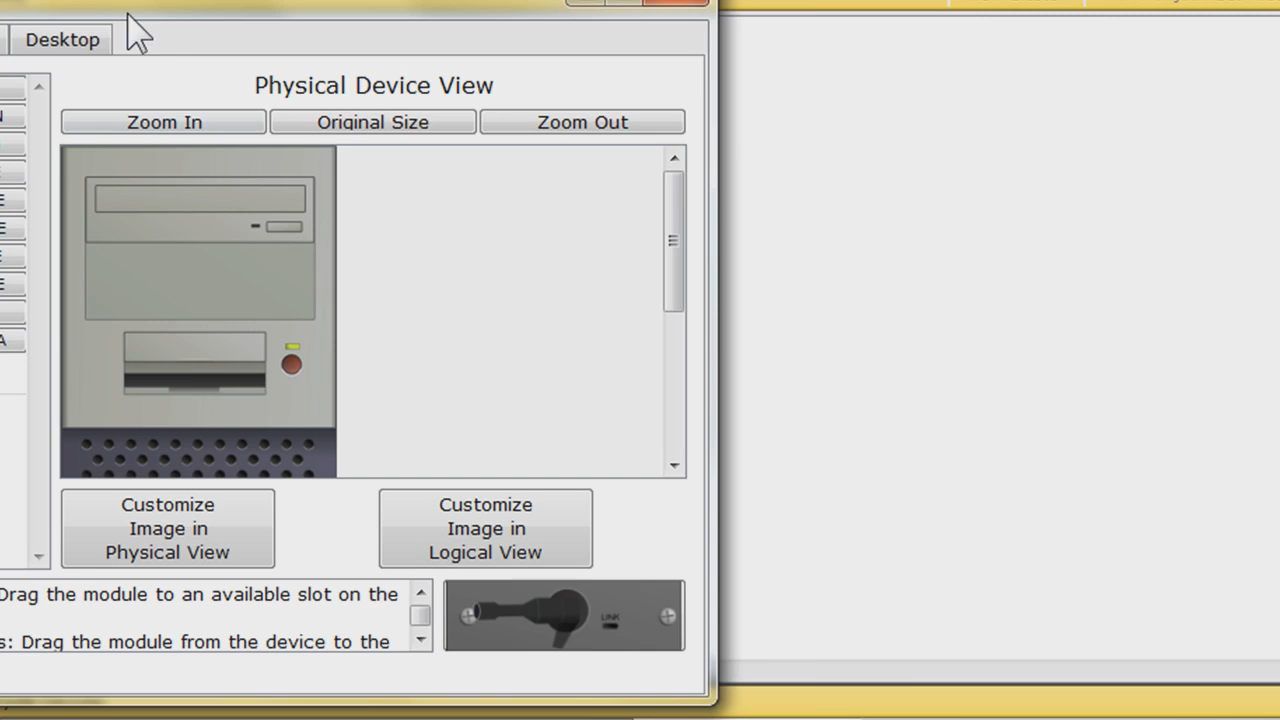 Desktop
Physical Device View
Zoom In
Original Size
Zoom Out
N
E
E
E
E
A
Customize
Image in
Physical View
Customize
Image in
Logical View
Drag the module to an available slot on the
s: Drag the module from the device to the
LINK